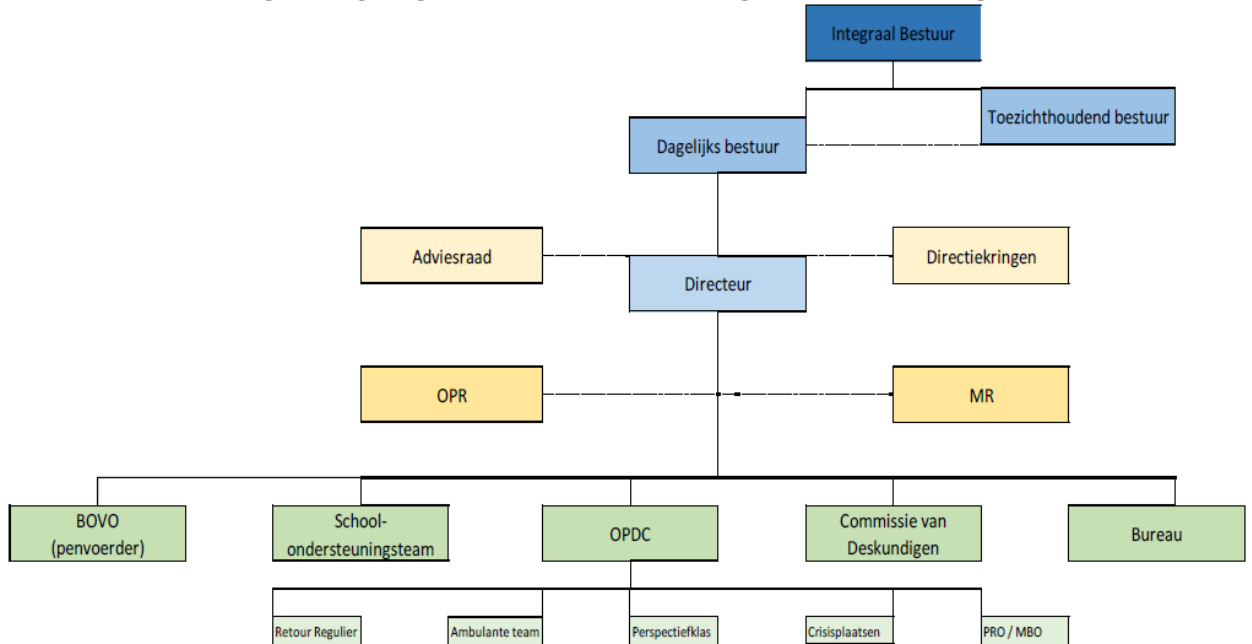 Integraal Bestuur
Toezichthoudend bestuur
Dagelijks bestuur
Adviesraad
Directiekringen
Directeur
OPR
MR
BOVO
(penvoerder)
School-
ondersteuningsteam
OPDC
Commissie van
Deskundigen
Bureau
Retour Regulier
Ambulante team
Perspectiefklas
Crisisplaatsen
PRO / MBO